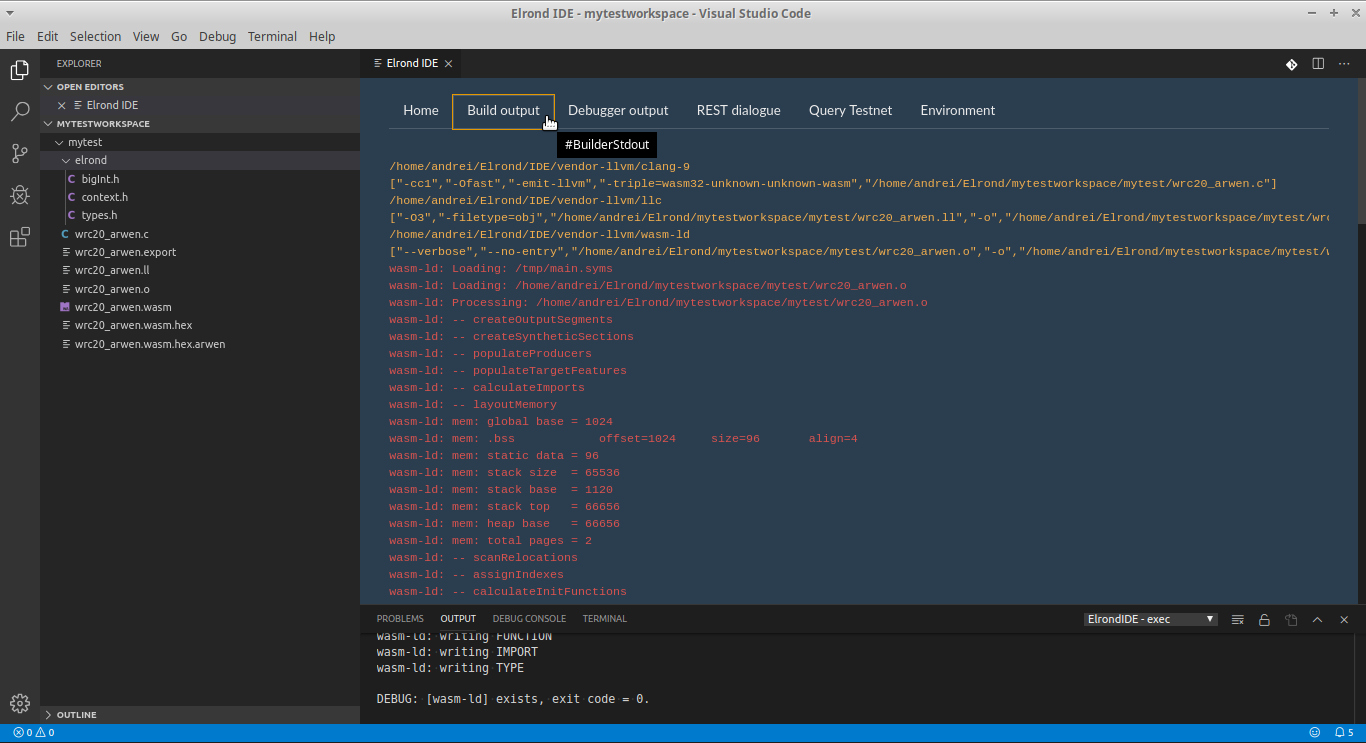 Elrond IDE - mytestworkspace - Visual Studio Code
File Edit Selection View Go Debug Terminal Help
EXPLORER
OPEN EDITORS
Elrond IDE
MYTESTWORKSPACE
mytest
elrond
C bigInt.h
C context.h
C types.h
C wrc20_arwen.c
wrc20_arwen.export
wrc20_arwen.ll
wrc20_arwen.o
wrc20_arwen.wasm
wrc20_arwen.wasm.hex
wrc20_arwen.wasm.hex.arwen
OUTLINE
Elrond IDE
Home Build output Debugger output REST dialogue Query Testnet Environment
#BuilderStdout
/home/andrei/Elrond/IDE/vendor-llvm/clang-9
["-cc1","-Ofast","-emit-llvm","-triple=wasm32-unknown-unknown-wasm","/home/andrei/Elrond/mytestworkspace/mytest/wrc20_arwen.c"]
/home/andrei/Elrond/IDE/vendor-llvm/llc
["-O3","-filetype=obj","/home/andrei/Elrond/mytestworkspace/mytest/wrc20_arwen.ll","-o","/home/andrei/Elrond/mytestworkspace/mytest/wrc
/home/andrei/Elrond/IDE/vendor-llvm/wasm-ld
["--verbose","--no-entry","/home/andrei/Elrond/mytestworkspace/mytest/wrc20_arwen.o","-o","/home/andrei/Elrond/mytestworkspace/mytest/w
wasm-ld: Loading: /tmp/main.syms
wasm-ld: Loading: /home/andrei/Elrond/mytestworkspace/mytest/wrc20_arwen.o
wasm-ld: Processing: /home/andrei/Elrond/mytestworkspace/mytest/wrc20_arwen.o
wasm-ld: -- createOutputSegments
wasm-ld: -- createSyntheticSections
wasm-ld: -- populateProducers
wasm-ld: -- populateTargetFeatures
wasm-ld: -- calculateImports
wasm-ld: -- layoutMemory
wasm-ld: mem: global base = 1024
wasm-ld: mem: .bss offset=1024 size=96 align=4
wasm-ld: mem: static data = 96
wasm-ld: mem: stack size = 65536
wasm-ld: mem: stack base = 1120
wasm-ld: mem: stack top = 66656
wasm-ld: mem: heap base = 66656
wasm-ld: mem: total pages = 2
wasm-ld: -- scanRelocations
wasm-ld: -- assignIndexes
wasm-ld: -- calculateInitFunctions
PROBLEMS OUTPUT DEBUG CONSOLE TERMINAL ElrondIDE - exec
wasm-ld: writing FUNCTION
wasm-ld: writing IMPORT
wasm-ld: writing TYPE
DEBUG: [wasm-ld] exists, exit code = 0.
0 0 5